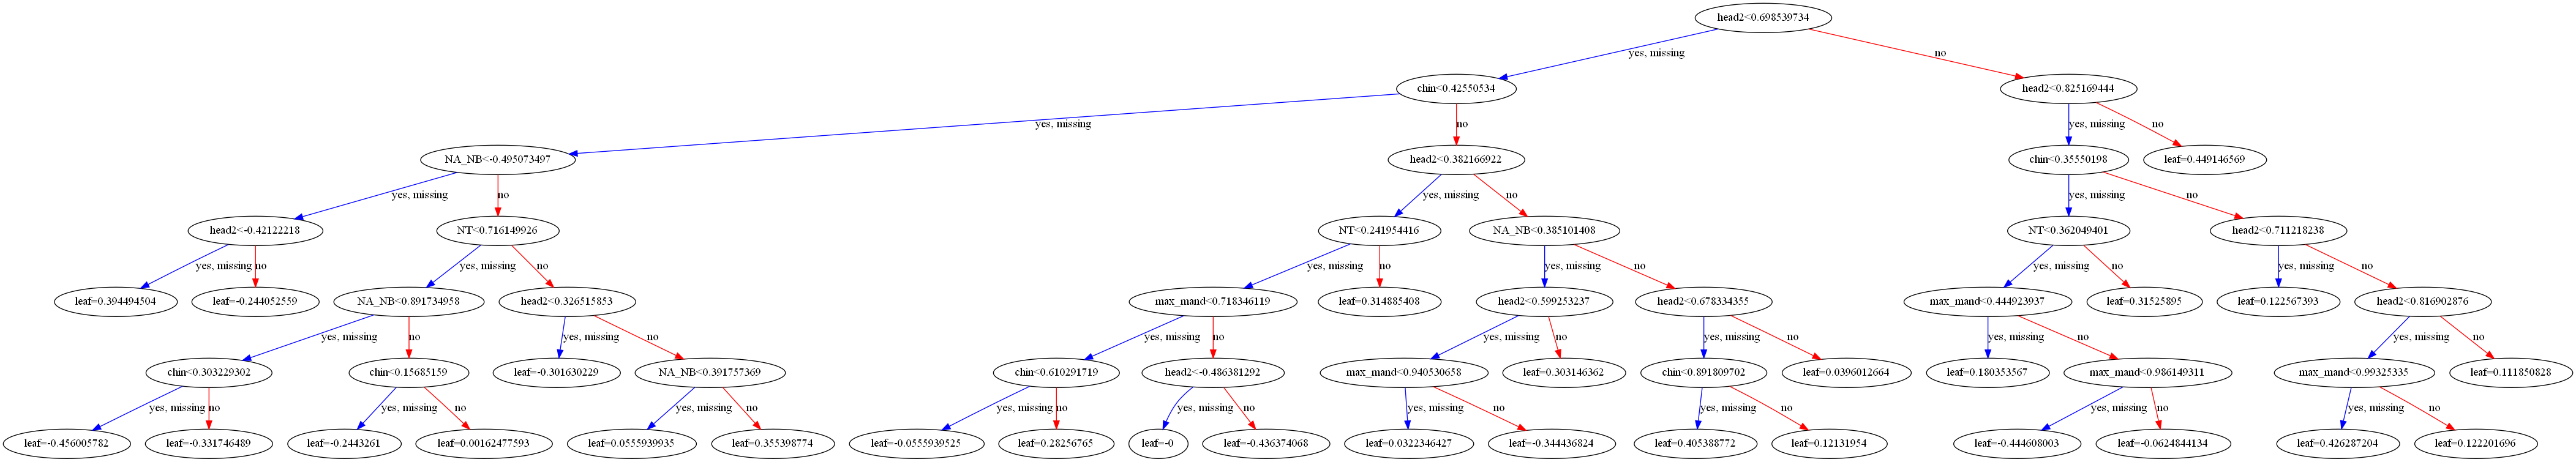 head2<0.698539734
yes, missing
no
chin<0.42550534
head2<0.825169444
yes, missing
no
yes, missing
no
NA_NB<-0.495073497
head2<0.382166922
chin<0.35550198
leaf=0.449146569
yes, missing
no
yes, missing
no
yes, missing
no
head2<-0.42122218
NT<0.716149926
NT<0.241954416
NA_NB<0.385101408
NT<0.362049401
head2<0.711218238
yes, missing
no
yes, missing
no
yes, missing
no
yes, missing
no
yes, missing
no
yes, missing
no
leaf=0.394494504
leaf=-0.244052559
NA_NB<0.891734958
head2<0.326515853
max_mand<0.718346119
leaf=0.314885408
head2<0.599253237
head2<0.678334355
max_mand<0.444923937
leaf=0.31525895
leaf=0.122567393
head2<0.816902876
yes, missing
no
yes, missing
no
yes, missing
no
yes, missing
no
yes, missing
no
yes, missing
no
yes, missing
no
chin<0.303229302
chin<0.15685159
leaf=-0.301630229
NA_NB<0.391757369
chin<0.610291719
head2<-0.486381292
max_mand<0.940530658
leaf=0.303146362
chin<0.891809702
leaf=0.0396012664
leaf=0.180353567
max_mand<0.986149311
max_mand<0.99325335
leaf=0.111850828
yes, missing
no
yes, missing
no
yes, missing
no
yes, missing
no
yes, missing
no
yes, missing
no
yes, missing
no
yes, missing
no
yes, missing
no
leaf=-0.456005782
leaf=-0.331746489
leaf=-0.2443261
leaf=0.00162477593
leaf=0.0555939935
leaf=0.355398774
leaf=-0.0555939525
leaf=0.28256765
leaf=-0
leaf=-0.436374068
leaf=0.0322346427
leaf=-0.344436824
leaf=0.405388772
leaf=0.12131954
leaf=-0.444608003
leaf=-0.0624844134
leaf=0.426287204
leaf=0.122201696